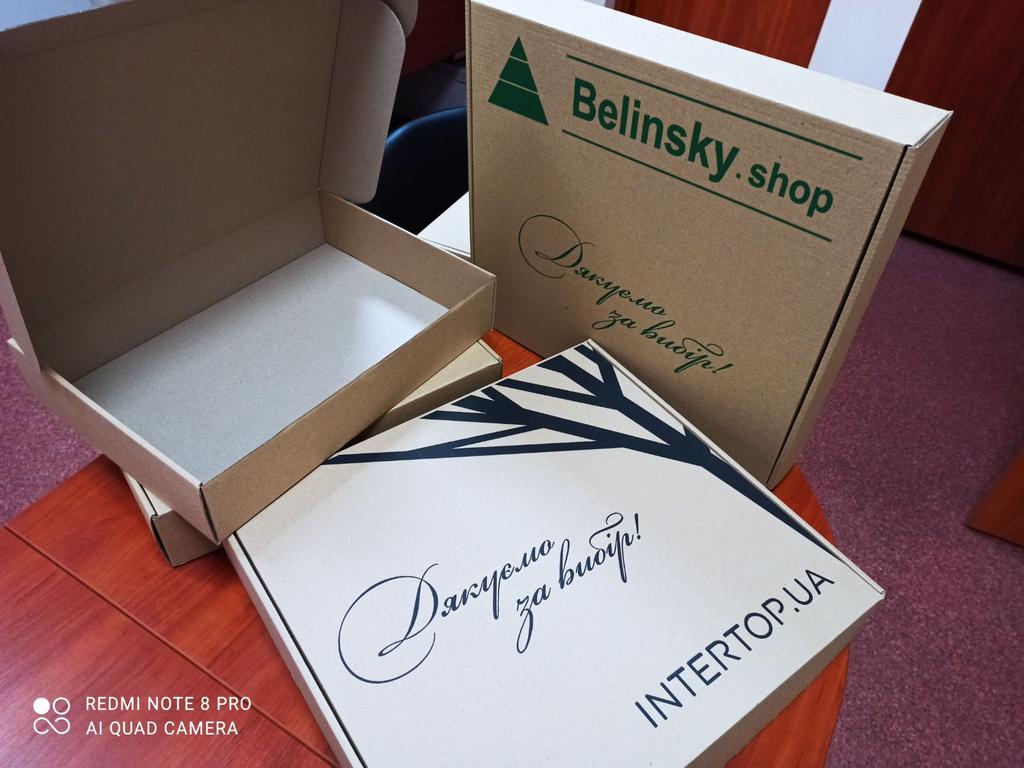 Belinsky.shop
Дякуємо
за вибір!
Дякуємо
за вибір!
INTERTOP.UA
REDMI NOTE 8 PRO
AI QUAD CAMERA